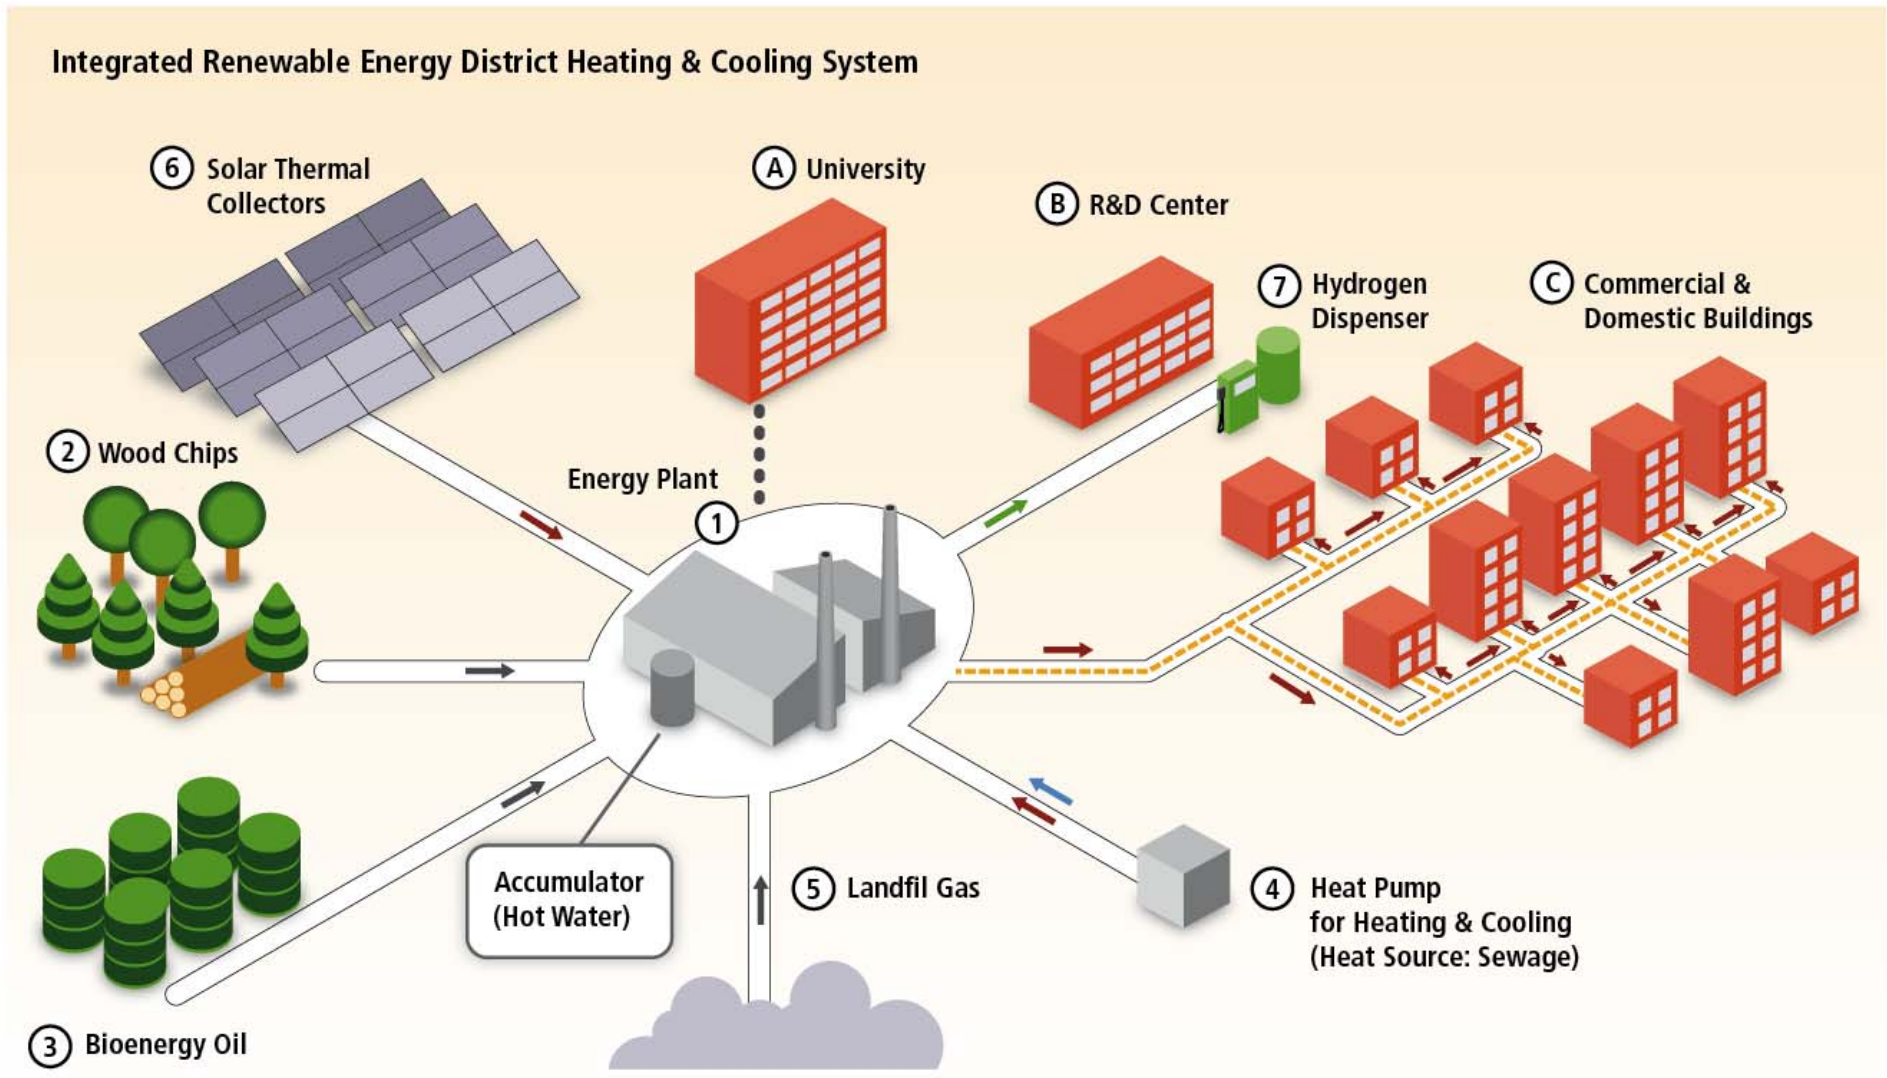 Integrated Renewable Energy District Heating & Cooling System
6 Solar Thermal
Collectors
A University
B R&D Center
7 Hydrogen
Dispenser
C Commercial &
Domestic Buildings
2 Wood Chips
Energy Plant
1
Accumulator
(Hot Water)
5 Landfil Gas
4 Heat Pump
for Heating & Cooling
(Heat Source: Sewage)
3 Bioenergy Oil